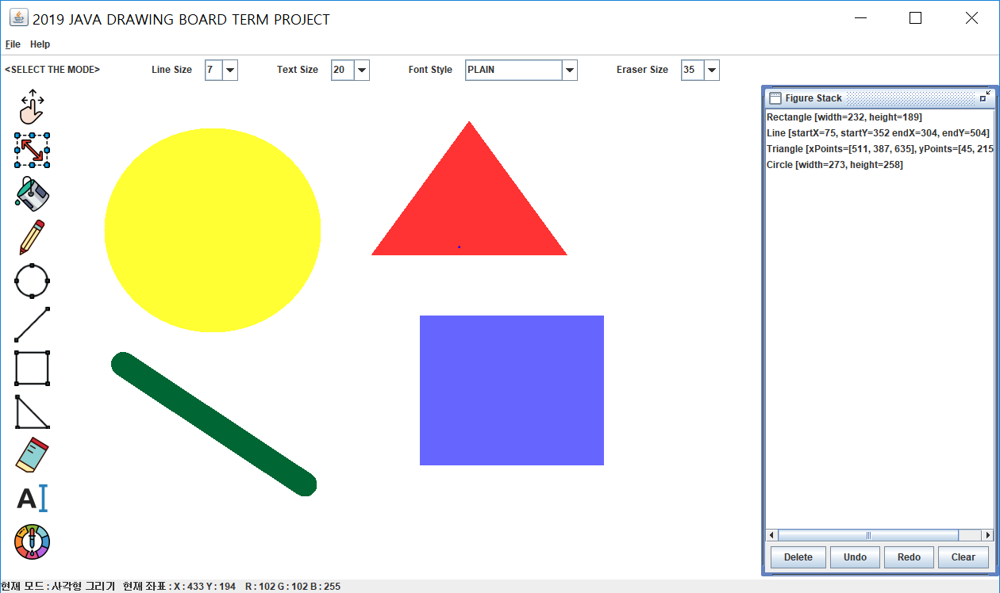 2019 JAVA DRAWING BOARD TERM PROJECT
File Help
<SELECT THE MODE> Line Size 7 Text Size 20 Font Style PLAIN Eraser Size 35
Figure Stack
Rectangle [width=232, height=189]
Line [startX=75, startY=352 endX=304, endY=504]
Triangle [xPoints=[511, 387, 635], yPoints=[45, 215
Circle [width=273, height=258]
AI
Delete Undo Redo Clear
현재 모드 : 사각형 그리기 현재 좌표 : X : 433 Y : 194 R : 102 G : 102 B : 255